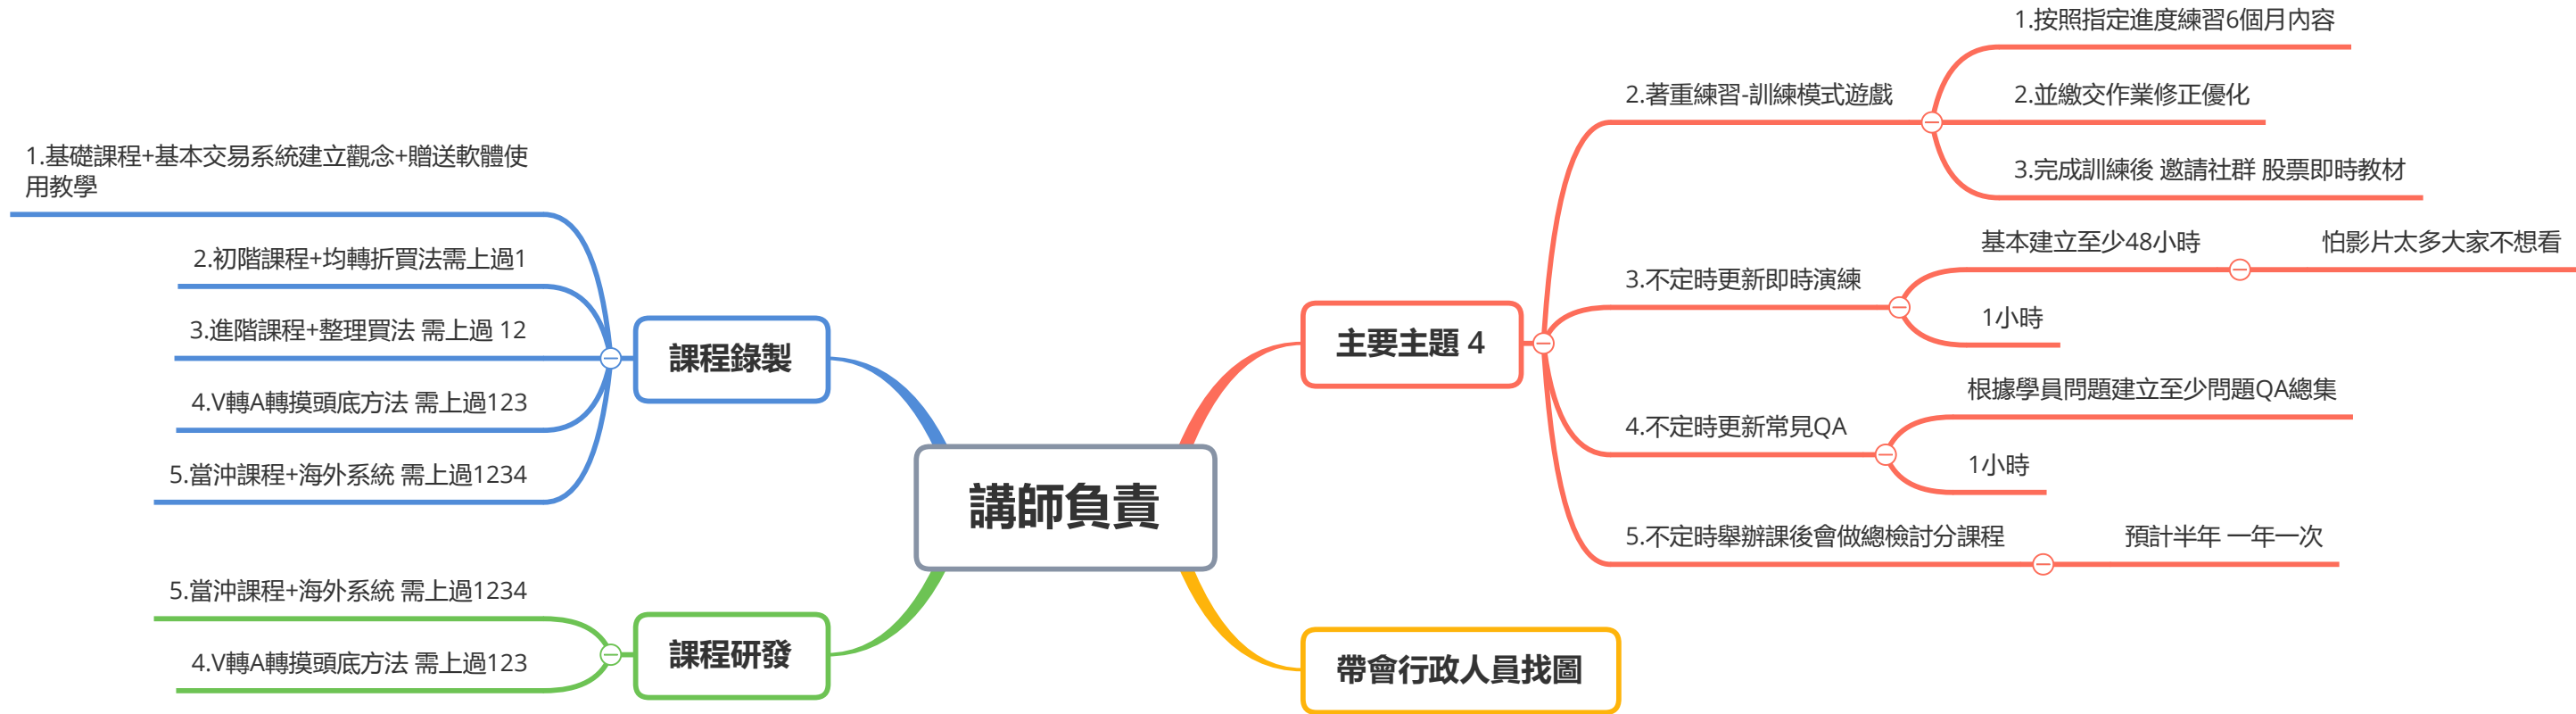 講師負責
主要主題 4
2.著重練習-訓練模式遊戲
1.按照指定進度練習6個月內容
2.並繳交作業修正優化
3.完成訓練後 邀請社群 股票即時教材
3.不定時更新即時演練
基本建立至少48小時
怕影片太多大家不想看
1小時
4.不定時更新常見QA
根據學員問題建立至少問題QA總集
1小時
5.不定時舉辦課後會做總檢討分課程
預計半年 一年一次
帶會行政人員找圖
課程錄製
1.基礎課程+基本交易系統建立觀念+贈送軟體使
用教學
2.初階課程+均轉折買法需上過1
3.進階課程+整理買法 需上過 12
4.V轉A轉摸頭底方法 需上過123
5.當沖課程+海外系統 需上過1234
課程研發
5.當沖課程+海外系統 需上過1234
4.V轉A轉摸頭底方法 需上過123